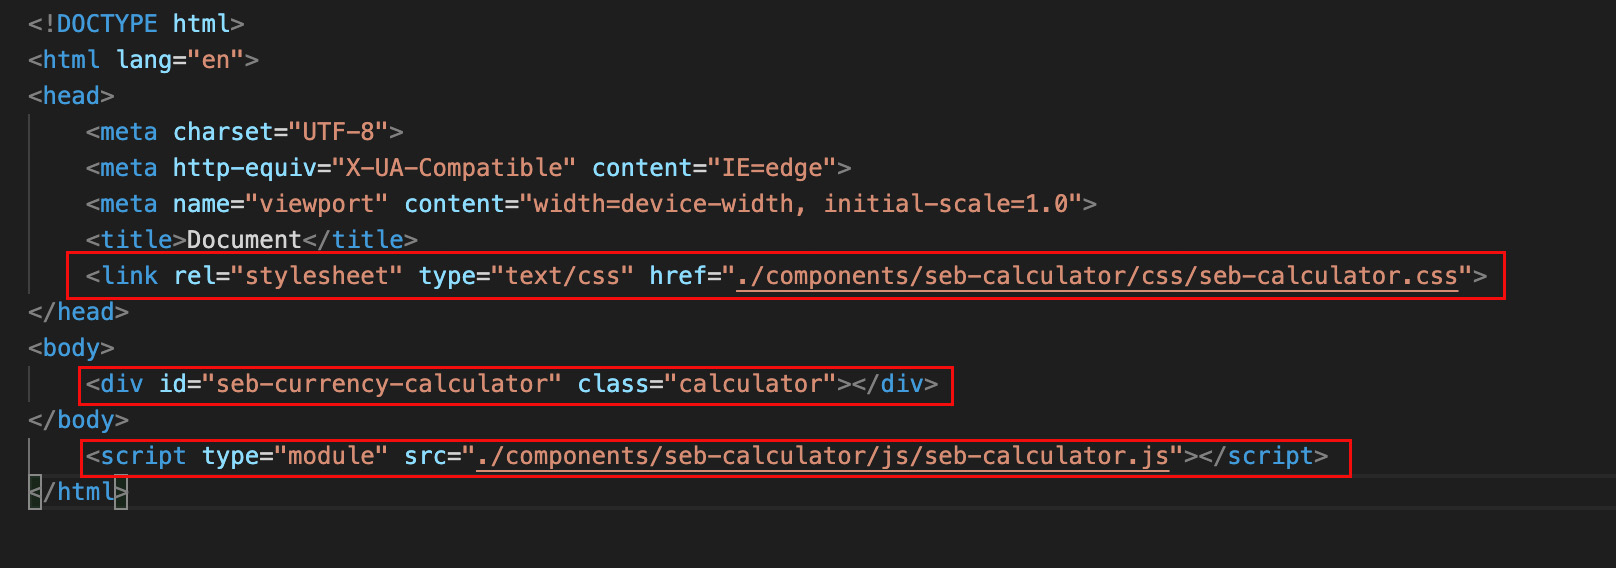 <!DOCTYPE html>
<html lang="en">
<head>
<meta charset="UTF-8">
<meta http-equiv="X-UA-Compatible" content="IE=edge">
<meta name="viewport" content="width=device-width, initial-scale=1.0">
<title>Document</title>
<link rel="stylesheet" type="text/css" href="./components/seb-calculator/css/seb-calculator.css">
</head>
<body>
<div id="seb-currency-calculator" class="calculator"></div>
</body>
<script type="module" src="./components/seb-calculator/js/seb-calculator.js"></script>
</html>